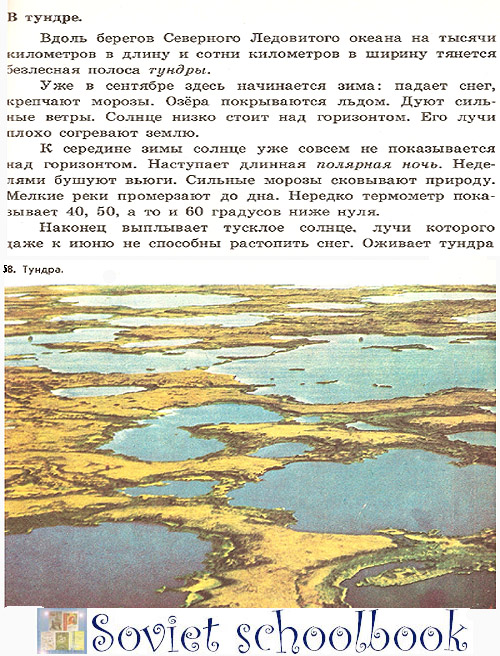 В тундре.
Вдоль берегов Северного Ледовитого океана на тысячи
километров в длину и сотни километров в ширину тянется
безлесная полоса тундры.
Уже в сентябре здесь начинается зима: падает снег,
крепчают морозы. Озёра покрываются льдом. Дуют силь-
ные ветры. Солнце низко стоит над горизонтом. Его лучи
плохо согревают землю.
К середине зимы солнце уже совсем не показывается
над горизонтом. Наступает длинная полярная ночь. Неде-
лями бушуют вьюги. Сильные морозы сковывают природу.
Мелкие реки промерзают до дна. Нередко термометр пока-
зывает 40, 50, а то и 60 градусов ниже нуля.
Наконец выплывает тусклое солнце, лучи которого
даже к июню не способны растопить снег. Оживает тундра
58. Тундра.
Soviet schoolbook